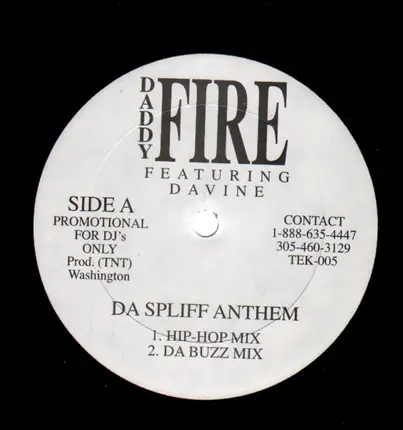 DADDY
FIRE
FEATURING
DAVINE
SIDE A
PROMOTIONAL
FOR DJ's
ONLY
Prod. (TNT)
Washington
CONTACT
1-888-635-4447
305-460-3129
TEK-005
DA SPLIFF ANTHEM
1. HIP-HOP MIX
2. DA BUZZ MIX